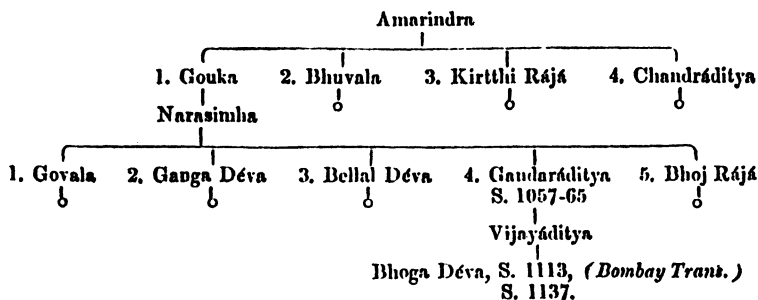 Amarindra
1. Gouka 2. Bhuvala 3. Kirtthi Rájá 4. Chandráditya
Narasimha
1. Govala 2. Ganga Déva 3. Bellal Déva 4. Gandaráditya 5. Bhoj Rájá
S. 1057-65
Vijayáditya
Bhoga Déva, S. 1113, (Bombay Trans.)
S. 1137.